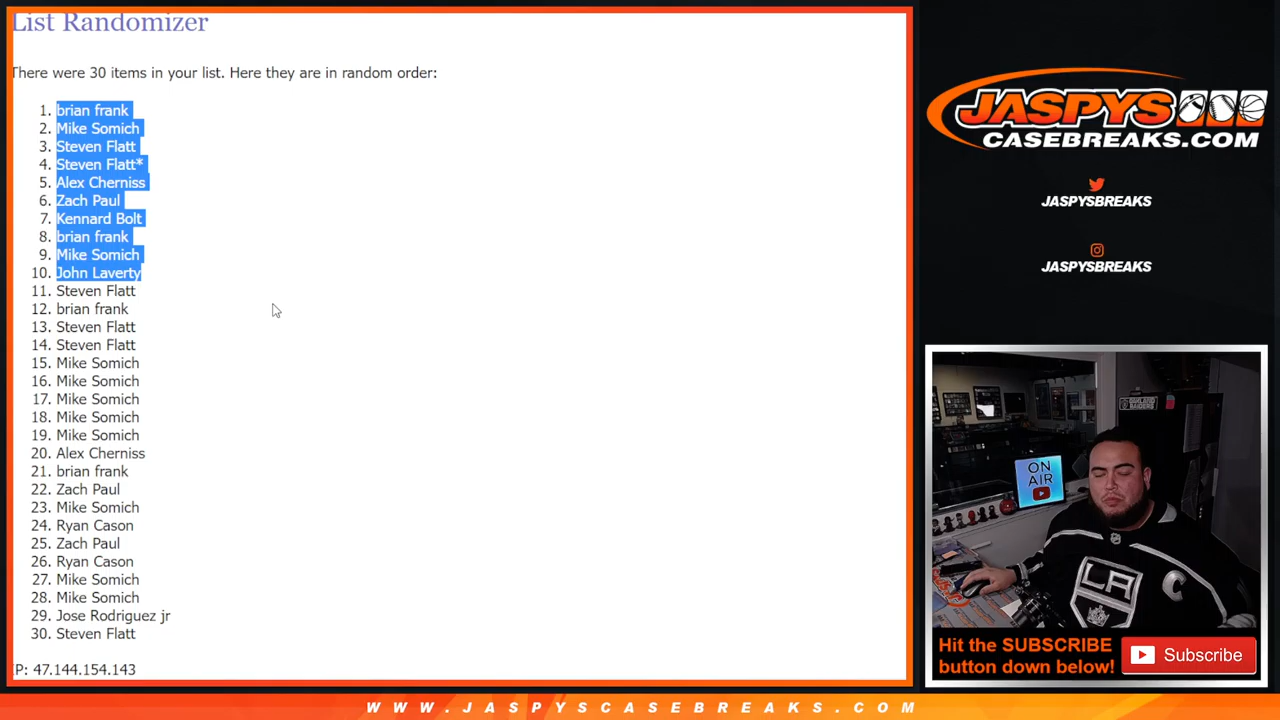 List Randomizer
There were 30 items in your list. Here they are in random order:
1. brian frank
2. Mike Somich
3. Steven Flatt
4. Steven Flatt*
5. Alex Cherniss
6. Zach Paul
7. Kennard Bolt
8. brian frank
9. Mike Somich
10. John Laverty
11. Steven Flatt
12. brian frank
13. Steven Flatt
14. Steven Flatt
15. Mike Somich
16. Mike Somich
17. Mike Somich
18. Mike Somich
19. Mike Somich
20. Alex Cherniss
21. brian frank
22. Zach Paul
23. Mike Somich
24. Ryan Cason
25. Zach Paul
26. Ryan Cason
27. Mike Somich
28. Mike Somich
29. Jose Rodriguez jr
30. Steven Flatt
IP: 47.144.154.143
JASPYS
CASEBREAKS.COM
JASPYSBREAKS
JASPYSBREAKS
OAKLAND
RAIDERS
ON
AIR
LA
C
Hit the SUBSCRIBE
button down below!
Subscribe
WWW.JASPYSCASEBREAKS.COM